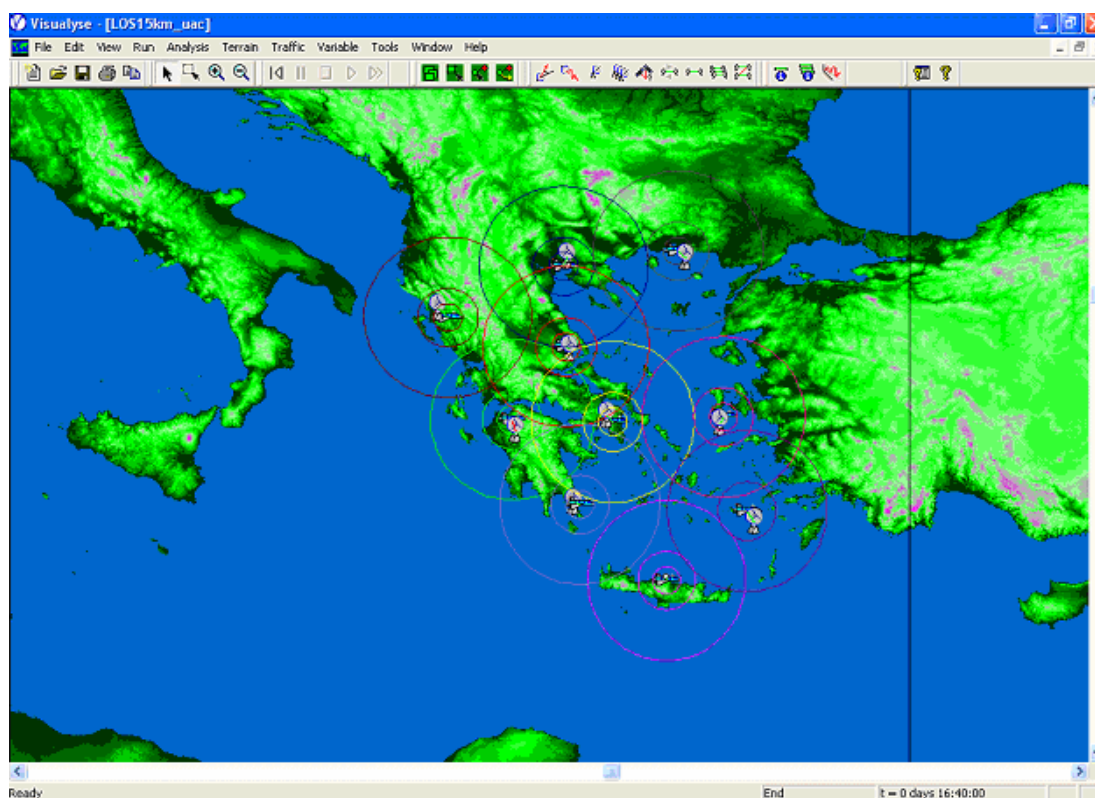 Visualyse - [LOS15km_uac]
File Edit View Run Analysis Terrain Traffic Variable Tools Window Help
Ready End t = 0 days 16:40:00